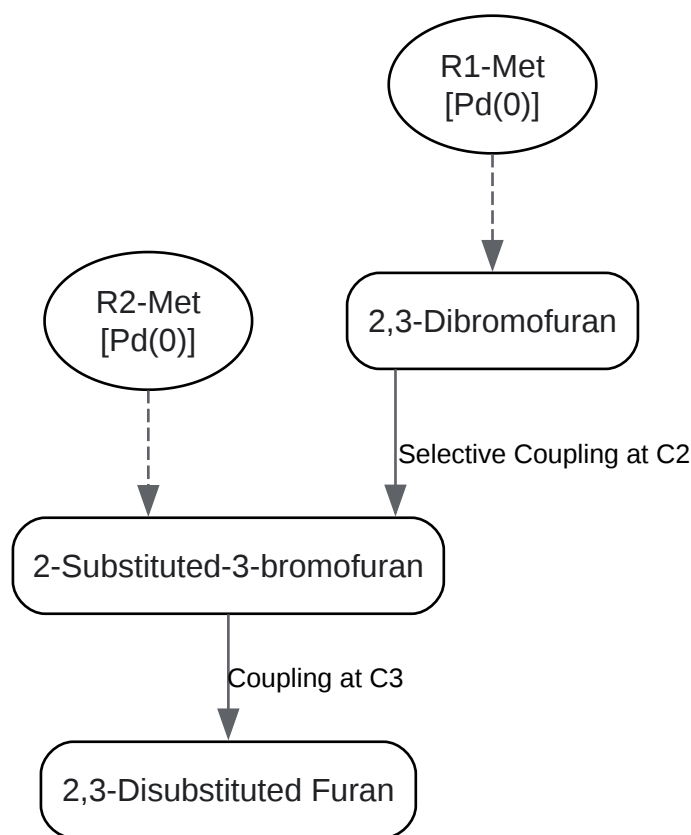 R1-Met
[Pd(0)]
R2-Met
[Pd(0)]
2,3-Dibromofuran
Selective Coupling at C2
2-Substituted-3-bromofuran
Coupling at C3
2,3-Disubstituted Furan